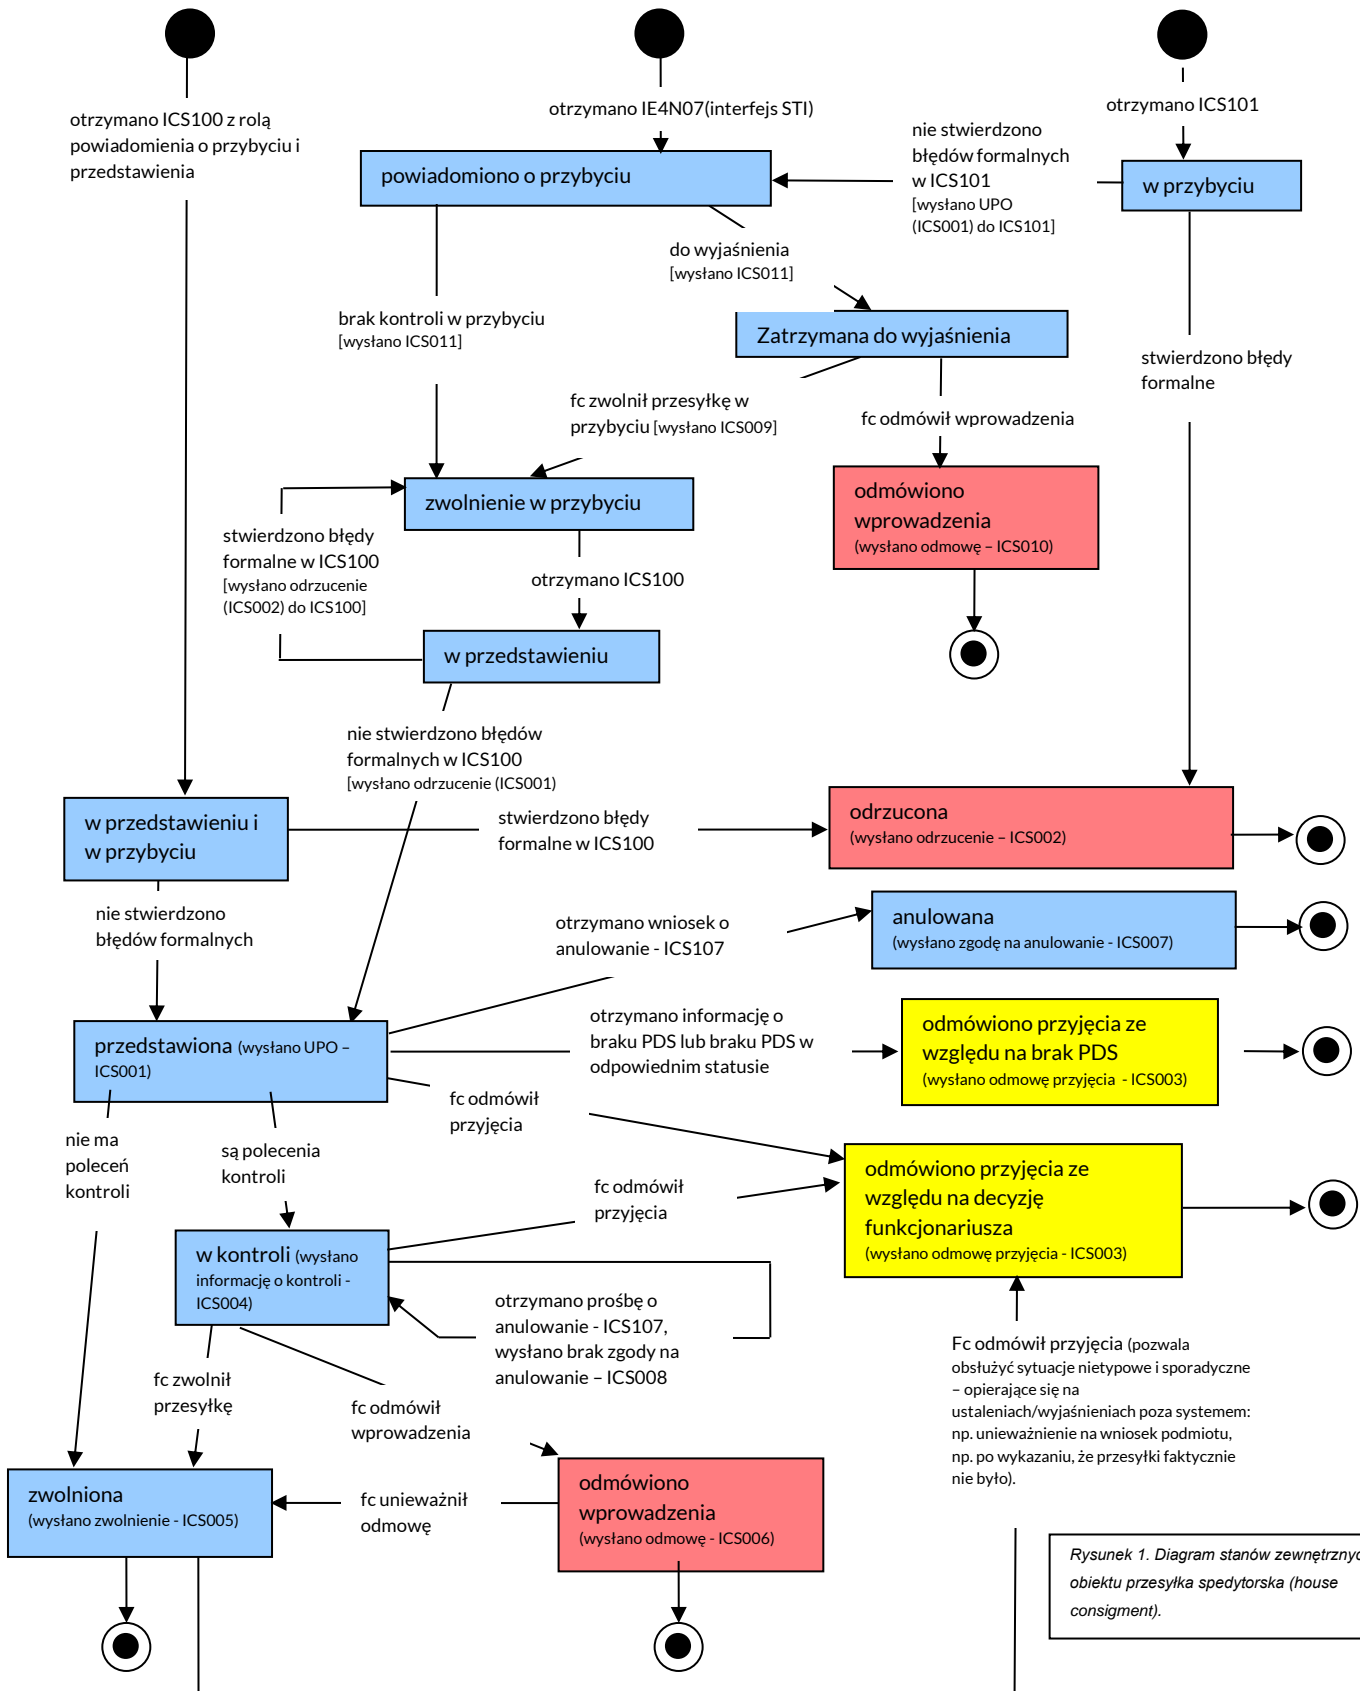 otrzymano ICS100 z rolą
powiadomienia o przybyciu i
przedstawienia
otrzymano IE4N07(interfejs STI)
otrzymano ICS101
nie stwierdzono
błędów formalnych
w ICS101
[wysłano UPO
(ICS001) do ICS101]
powiadomiono o przybyciu
w przybyciu
do wyjaśnienia
[wysłano ICS011]
brak kontroli w przybyciu
[wysłano ICS011]
Zatrzymana do wyjaśnienia
stwierdzono błędy
formalne
fc zwolnił przesyłkę w
przybyciu [wysłano ICS009]
fc odmówił wprowadzenia
zwolnienie w przybyciu
odmówiono
wprowadzenia
(wysłano odmowę – ICS010)
stwierdzono błędy
formalne w ICS100
[wysłano odrzucenie
(ICS002) do ICS100]
otrzymano ICS100
w przedstawieniu
nie stwierdzono błędów
formalnych w ICS100
[wysłano odrzucenie (ICS001)
w przedstawieniu i
w przybyciu
stwierdzono błędy
formalne w ICS100
odrzucona
(wysłano odrzucenie – ICS002)
nie stwierdzono
błędów formalnych
otrzymano wniosek o
anulowanie - ICS107
anulowana
(wysłano zgodę na anulowanie - ICS007)
przedstawiona (wysłano UPO –
ICS001)
otrzymano informację o
braku PDS lub braku PDS w
odpowiednim statusie
odmówiono przyjęcia ze
względu na brak PDS
(wysłano odmowę przyjęcia  - ICS003)
fc odmówił
przyjęcia
nie ma
poleceń
kontroli
są polecenia
kontroli
fc odmówił
przyjęcia
odmówiono przyjęcia ze
względu na decyzję
funkcjonariusza
(wysłano odmowę przyjęcia - ICS003)
w kontroli (wysłano
informację o kontroli -
ICS004)
otrzymano prośbę o
anulowanie - ICS107,
wysłano brak zgody na
anulowanie – ICS008
Fc odmówił przyjęcia (pozwala
obsłużyć sytuacje nietypowe i sporadyczne
– opierające się na
ustaleniach/wyjaśnieniach poza systemem:
np. unieważnienie na wniosek podmiotu,
np. po wykazaniu, że przesyłki faktycznie
nie było).
fc zwolnił
przesyłkę
fc odmówił
wprowadzenia
zwolniona
(wysłano zwolnienie - ICS005)
fc unieważnił
odmowę
odmówiono
wprowadzenia
(wysłano odmowę - ICS006)
Rysunek 1. Diagram stanów zewnętrznyc
obiektu przesyłka spedytorska (house
consigment).